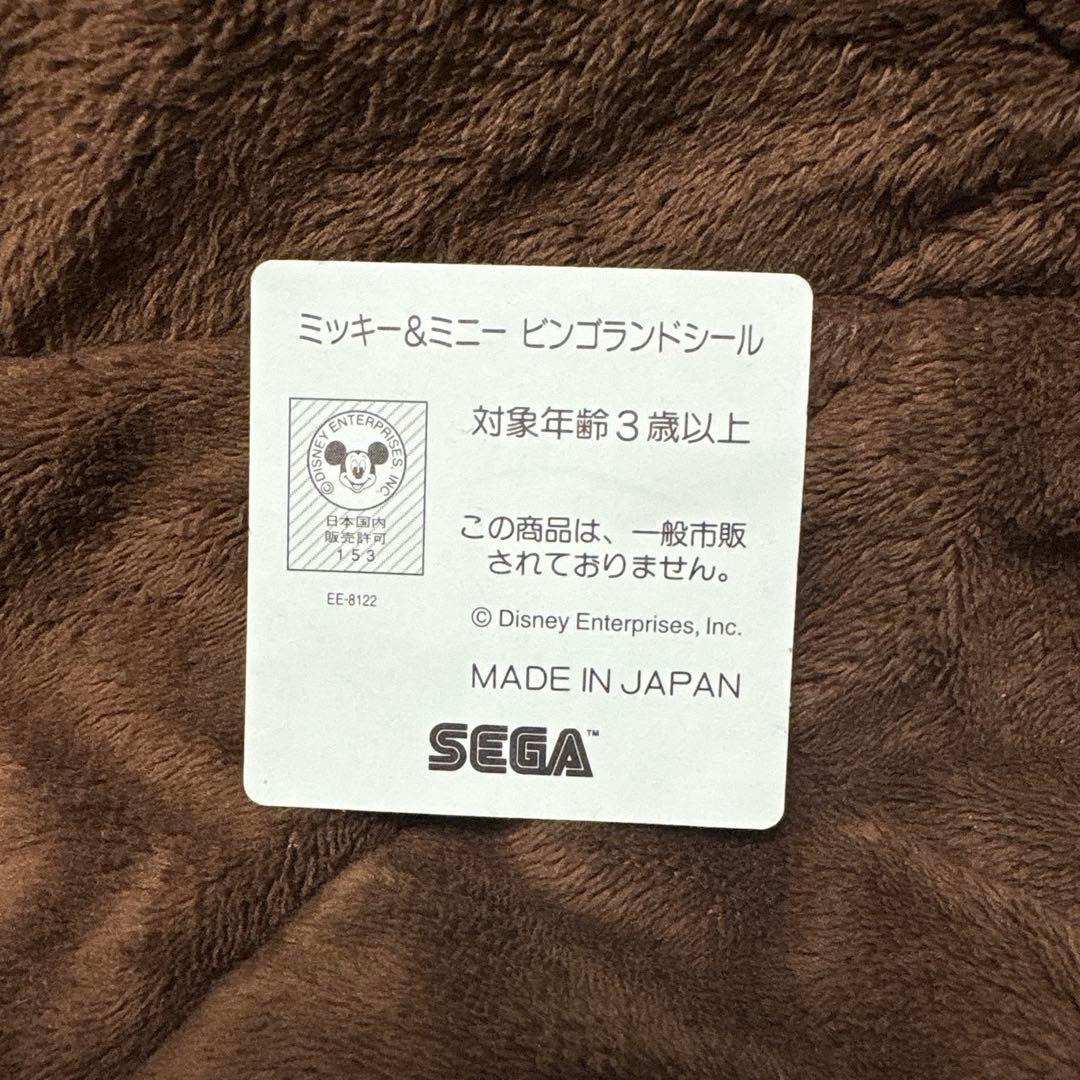 ミッキー&ミニー ビンゴランドシール
対象年齢3歳以上
© DISNEY ENTERPRISES, INC.
日本国内
販売許可
153
EE-8122
この商品は、一般市販
されておりません。
© Disney Enterprises, Inc.
MADE IN JAPAN
SEGA™